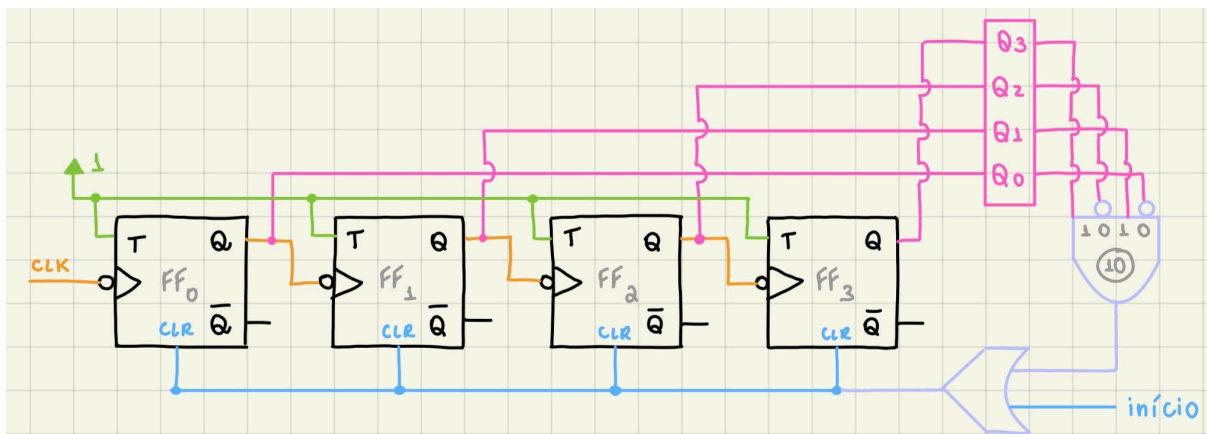 Q3
Q2
Q1
Q0
1
T Q
FF0
Q
CLR
T Q
FF1
Q
CLR
T Q
FF2
Q
CLR
T Q
FF3
Q
CLR
CLK
1 0 1 0
10
início